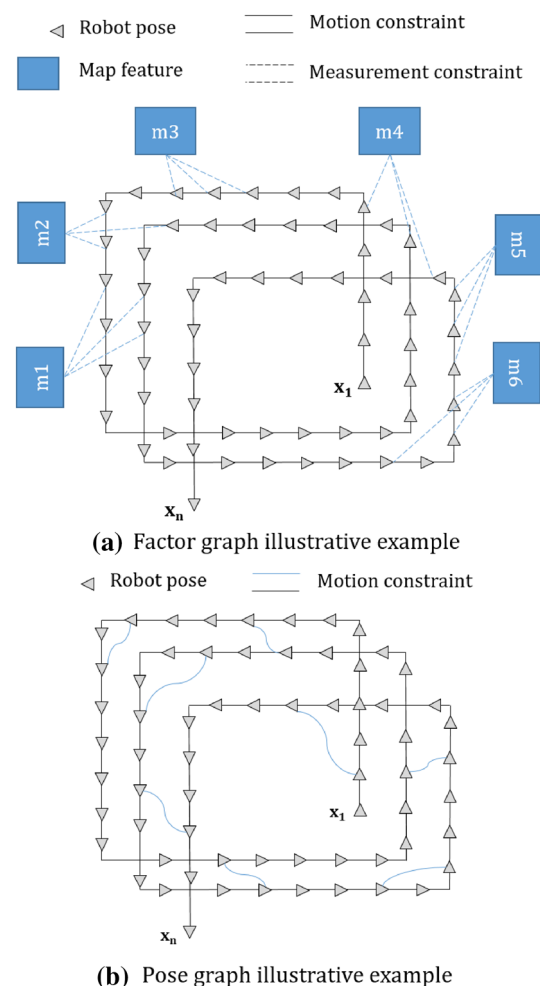 Robot pose
Motion constraint
Map feature
Measurement constraint
m3
m4
m2
m5
m1
m6
x1
xn
(a) Factor graph illustrative example
Robot pose
Motion constraint
x1
xn
(b) Pose graph illustrative example